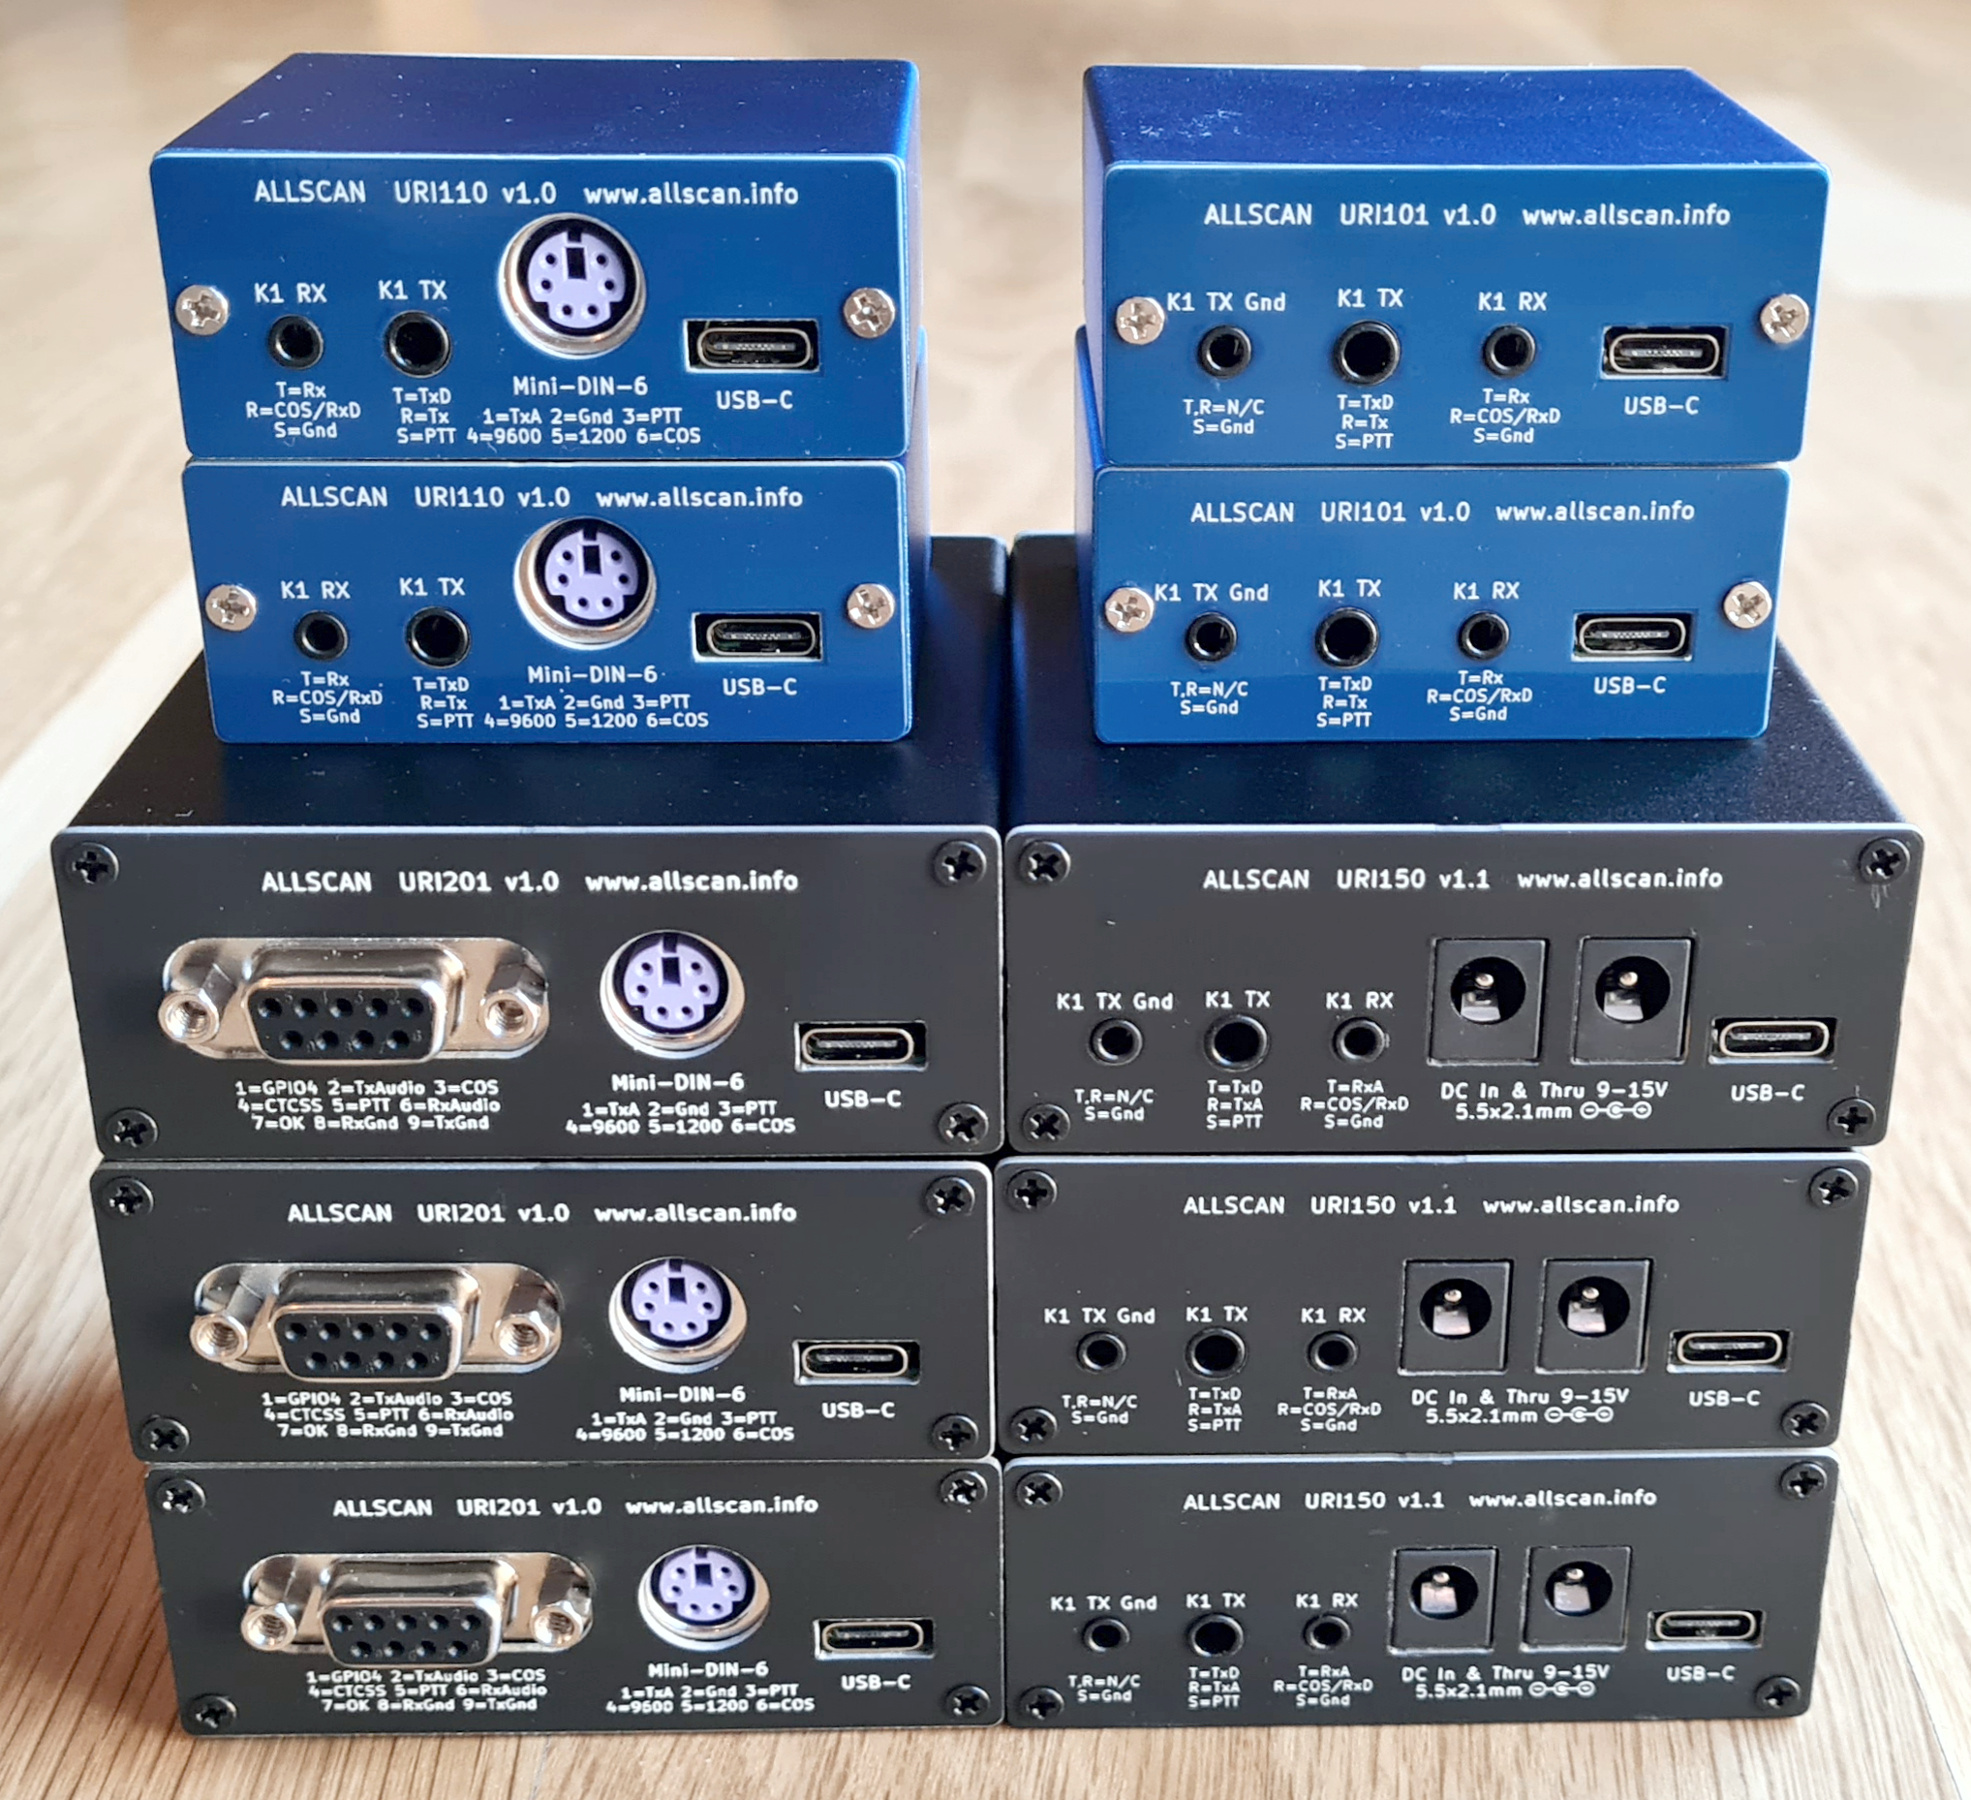 ALLSCAN URI110 v1.0 www.allscan.info
K1 RX K1 TX
T=Rx
R=COS/RxD
S=Gnd
T=TxD
R=Tx
S=PTT
Mini-DIN-6
1=TxA 2=Gnd 3=PTT
4=9600 5=1200 6=COS
USB-C
ALLSCAN URI101 v1.0 www.allscan.info
K1 TX Gnd K1 TX K1 RX
T,R=N/C
S=Gnd
T=TxD
R=Tx
S=PTT
T=Rx
R=COS/RxD
S=Gnd
USB-C
ALLSCAN URI110 v1.0 www.allscan.info
K1 RX K1 TX
T=Rx
R=COS/RxD
S=Gnd
T=TxD
R=Tx
S=PTT
Mini-DIN-6
1=TxA 2=Gnd 3=PTT
4=9600 5=1200 6=COS
USB-C
ALLSCAN URI101 v1.0 www.allscan.info
K1 TX Gnd K1 TX K1 RX
T,R=N/C
S=Gnd
T=TxD
R=Tx
S=PTT
T=Rx
R=COS/RxD
S=Gnd
USB-C
ALLSCAN URI201 v1.0 www.allscan.info
1=GPIO4 2=TxAudio 3=COS
4=CTCSS 5=PTT 6=RxAudio
7=OK 8=RxGnd 9=TxGnd
Mini-DIN-6
1=TxA 2=Gnd 3=PTT
4=9600 5=1200 6=COS
USB-C
ALLSCAN URI150 v1.1 www.allscan.info
K1 TX Gnd K1 TX K1 RX
T,R=N/C
S=Gnd
T=TxD
R=TxA
S=PTT
T=RxA
R=COS/RxD
S=Gnd
DC In & Thru 9-15V
5.5x2.1mm
USB-C
ALLSCAN URI201 v1.0 www.allscan.info
1=GPIO4 2=TxAudio 3=COS
4=CTCSS 5=PTT 6=RxAudio
7=OK 8=RxGnd 9=TxGnd
Mini-DIN-6
1=TxA 2=Gnd 3=PTT
4=9600 5=1200 6=COS
USB-C
ALLSCAN URI150 v1.1 www.allscan.info
K1 TX Gnd K1 TX K1 RX
T,R=N/C
S=Gnd
T=TxD
R=TxA
S=PTT
T=RxA
R=COS/RxD
S=Gnd
DC In & Thru 9-15V
5.5x2.1mm
USB-C
ALLSCAN URI201 v1.0 www.allscan.info
1=GPIO4 2=TxAudio 3=COS
4=CTCSS 5=PTT 6=RxAudio
7=OK 8=RxGnd 9=TxGnd
Mini-DIN-6
1=TxA 2=Gnd 3=PTT
4=9600 5=1200 6=COS
USB-C
ALLSCAN URI150 v1.1 www.allscan.info
K1 TX Gnd K1 TX K1 RX
T,R=N/C
S=Gnd
T=TxD
R=TxA
S=PTT
T=RxA
R=COS/RxD
S=Gnd
DC In & Thru 9-15V
5.5x2.1mm
USB-C